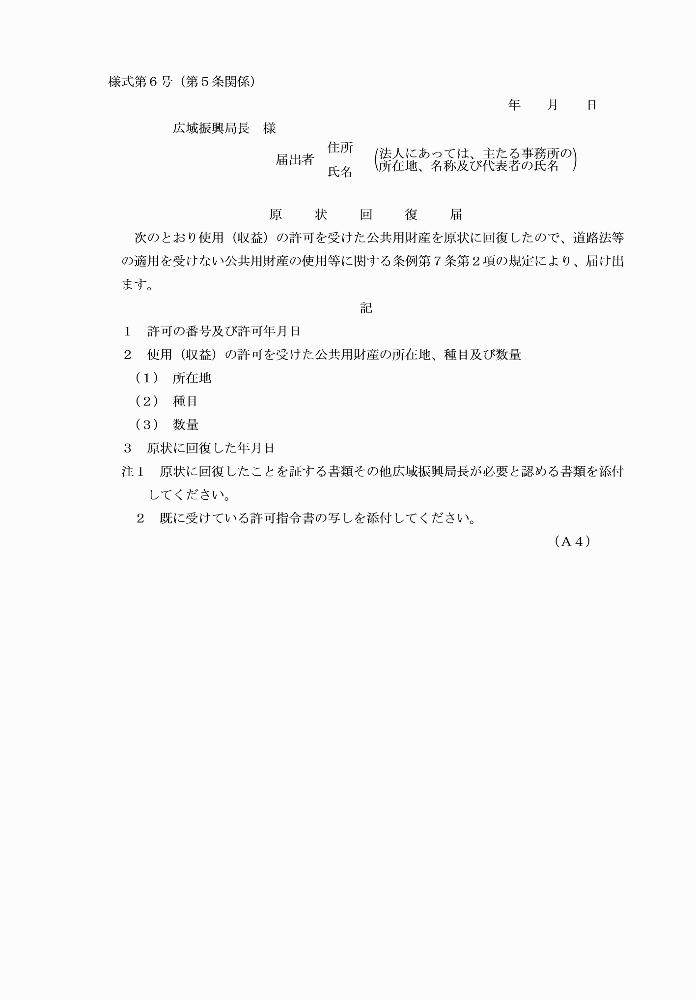 様式第６号（第５条関係）
年　　月　　日
広域振興局長　様
届出者　住所　（法人にあっては、主たる事務所の
氏名　所在地、名称及び代表者の氏名　）
原　　状　　回　　復　　届
次のとおり使用（収益）の許可を受けた公共用財産を原状に回復したので、道路法等
の適用を受けない公共用財産の使用等に関する条例第７条第２項の規定により、届け出
ます。
記
１　許可の番号及び許可年月日
２　使用（収益）の許可を受けた公共用財産の所在地、種目及び数量
（１）　所在地
（２）　種目
（３）　数量
３　原状に回復した年月日
注１　原状に回復したことを証する書類その他広域振興局長が必要と認める書類を添付
してください。
２　既に受けている許可指令書の写しを添付してください。
（Ａ４）